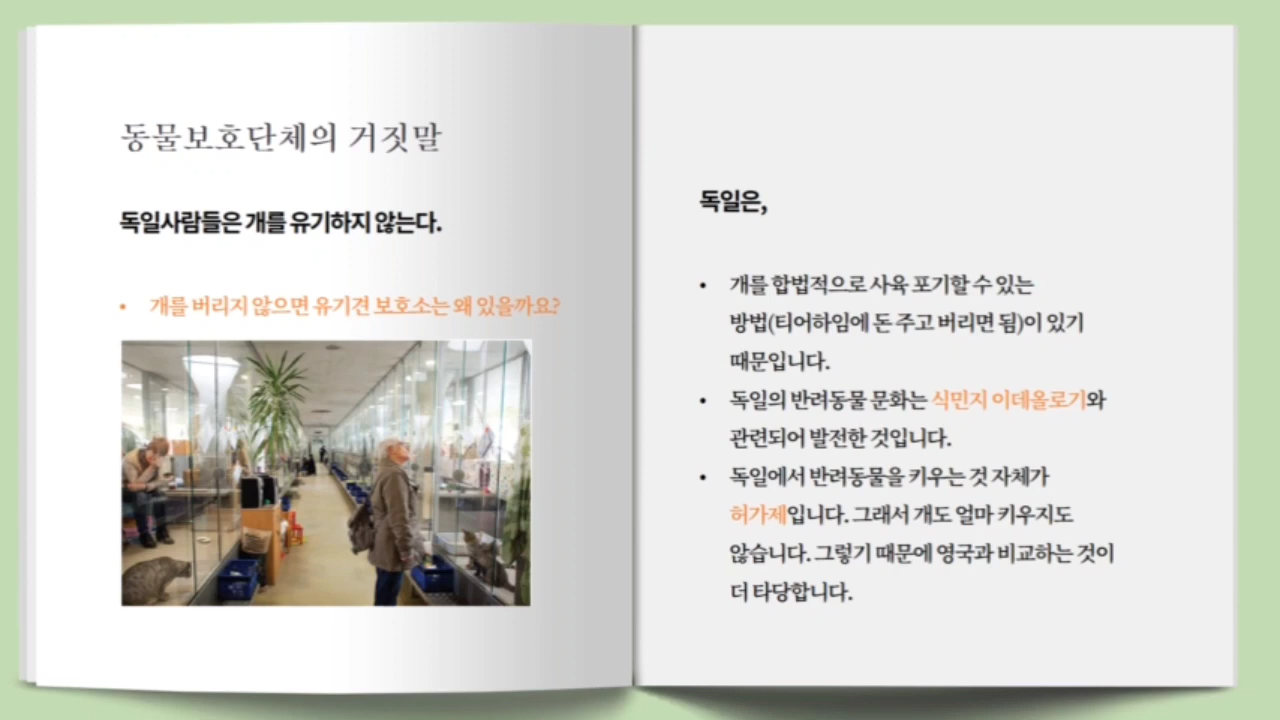 동물보호단체의 거짓말
독일사람들은 개를 유기하지 않는다.
• 개를 버리지 않으면 유기견 보호소는 왜 있을까요?
독일은,
• 개를 합법적으로 사육 포기할 수 있는
방법(티어하임에 돈 주고 버리면 됨)이 있기
때문입니다.
• 독일의 반려동물 문화는 식민지 이데올로기와
관련되어 발전한 것입니다.
• 독일에서 반려동물을 키우는 것 자체가
허가제입니다. 그래서 개도 얼마 키우지도
않습니다. 그렇기 때문에 영국과 비교하는 것이
더 타당합니다.